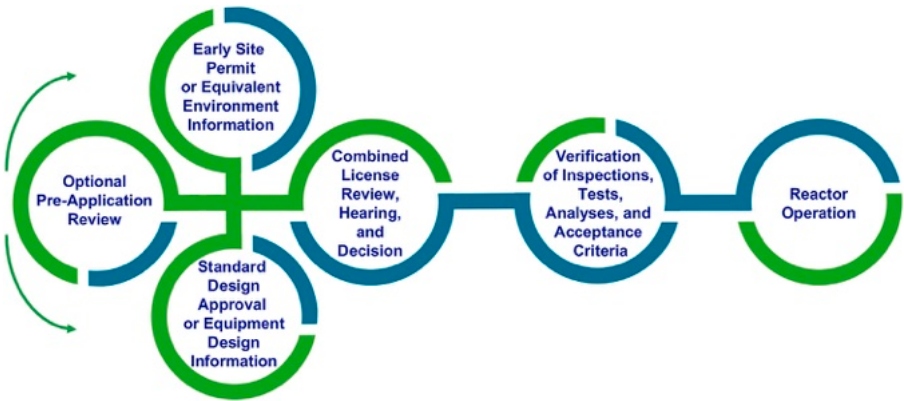 Early Site
Permit
or Equivalent
Environment
Information
Optional
Pre-Application
Review
Combined
License
Review,
Hearing,
and
Decision
Verification
of Inspections,
Tests,
Analyses, and
Acceptance
Criteria
Reactor
Operation
Standard
Design
Approval
or Equipment
Design
Information